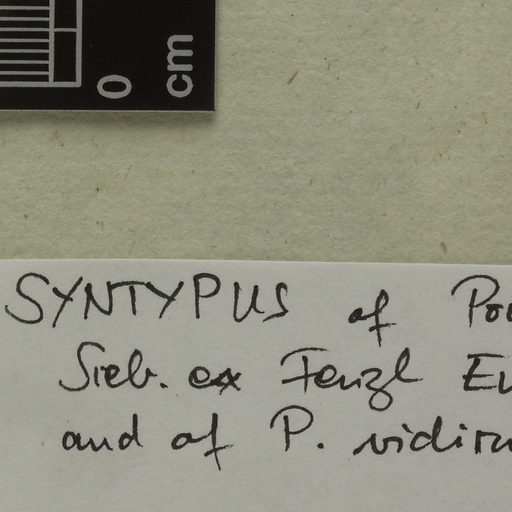 0 cm
SYNTYPUS of
Sieb. ex Fenzl
and of P.